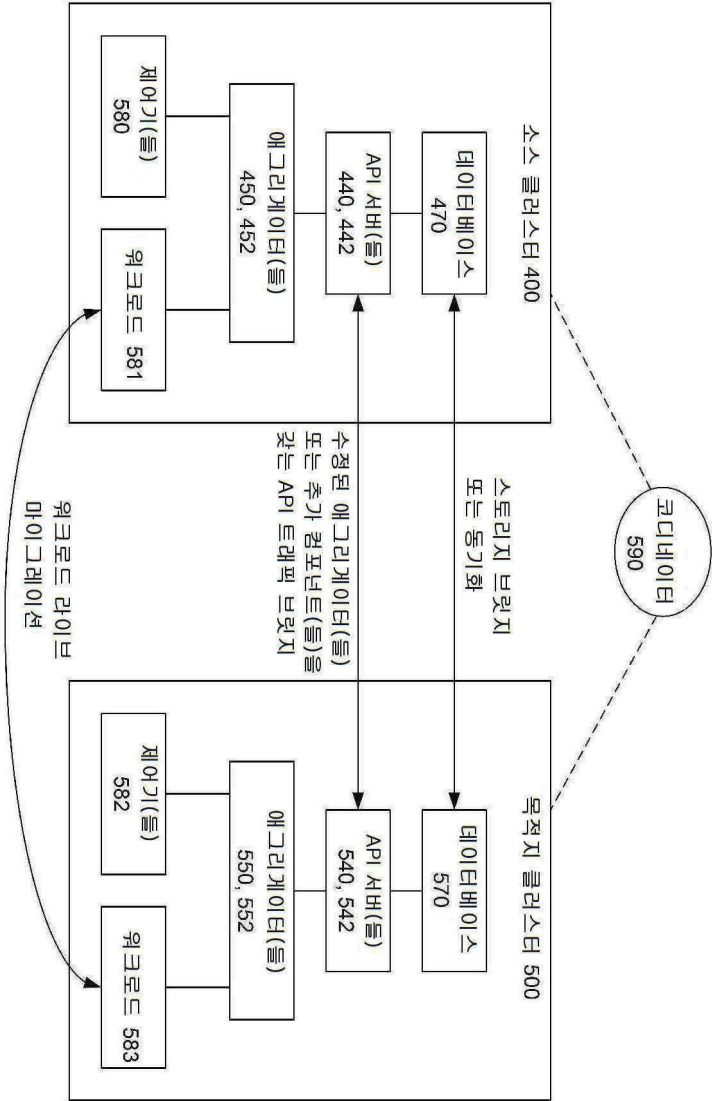 코디네이터
590
소스 클러스터 400
데이터베이스
470
API 서버(들)
440, 442
애그리게이터(들)
450, 452
제어기(들)
580
워크로드 581
스토리지 브릿지
또는 동기화
수정된 애그리게이터(들)
또는 추가 컴포넌트(들)을
갖는 API 트래픽 브릿지
워크로드 라이브
마이그레이션
목적지 클러스터 500
데이터베이스
570
API 서버(들)
540, 542
애그리게이터(들)
550, 552
제어기(들)
582
워크로드 583